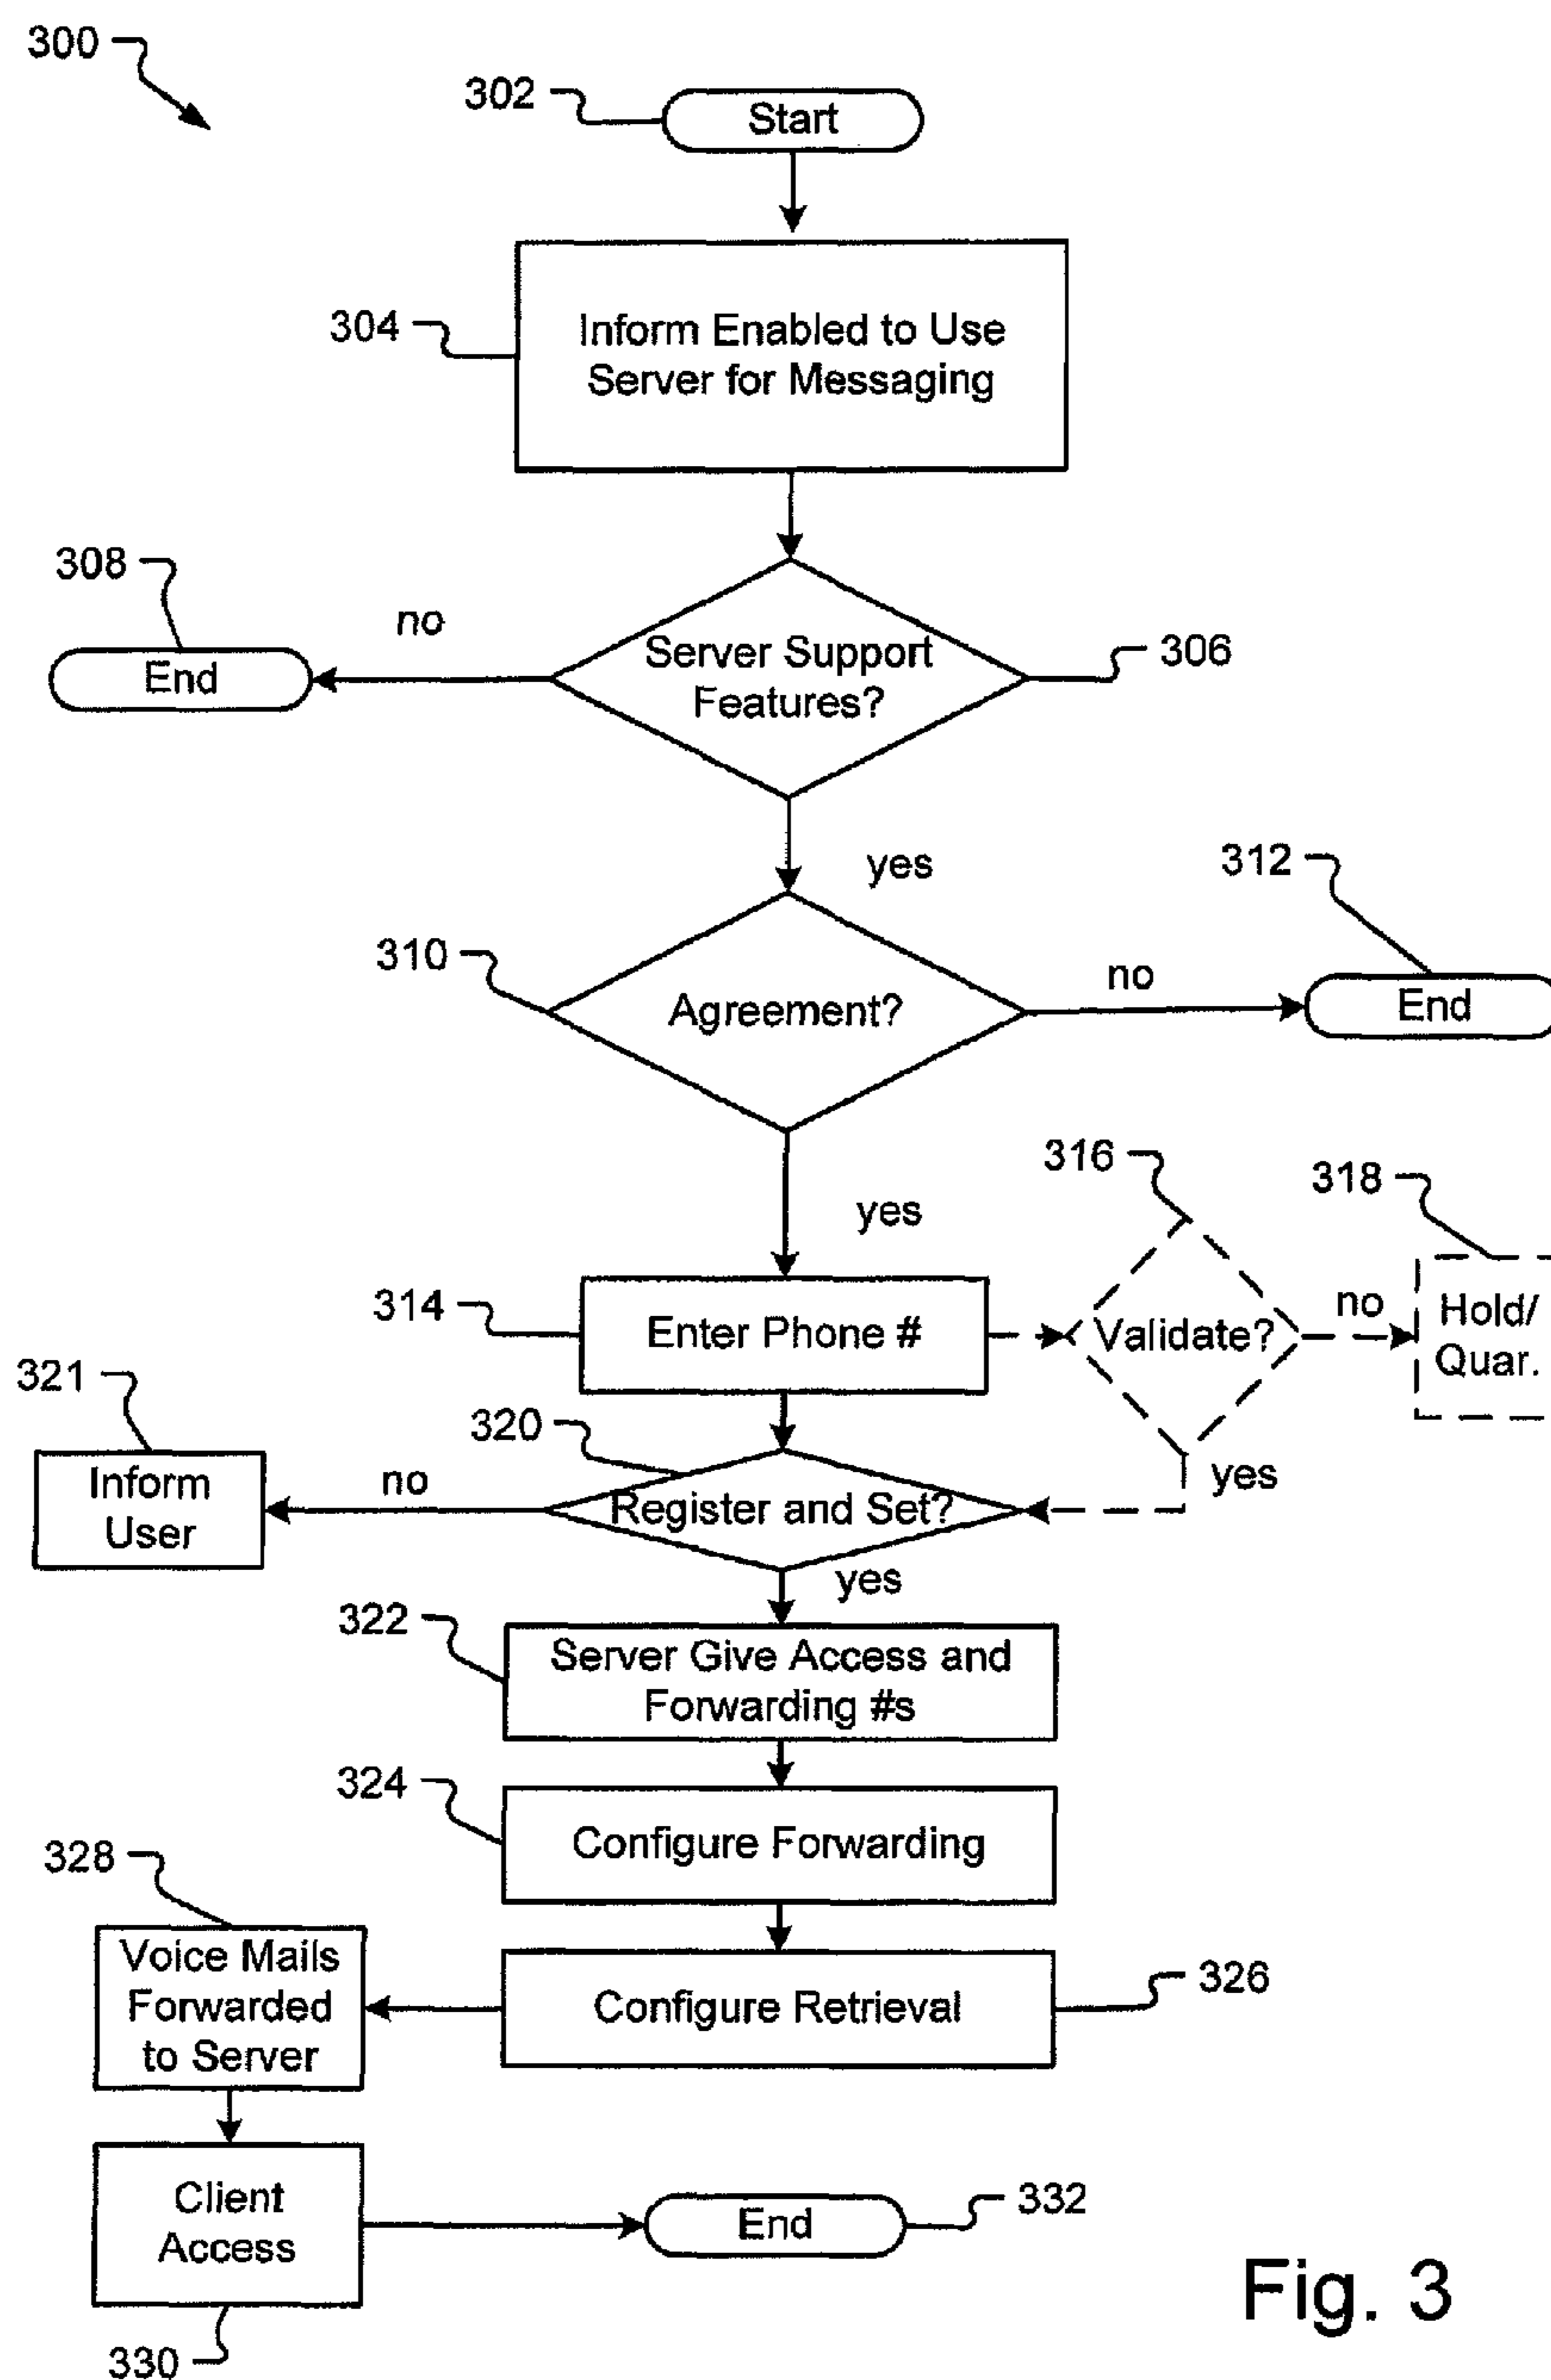 300
302
Start
304
Inform Enabled to Use
Server for Messaging
308
no
End
Server Support
Features?
306
yes
312
310
Agreement?
no
End
316
318
yes
314
Enter Phone #
Validate?
no
Hold/
Quar.
321
320
Inform
User
no
Register and Set?
yes
yes
322
Server Give Access and
Forwarding #s
324
Configure Forwarding
328
Voice Mails
Forwarded
to Server
Configure Retrieval
326
Client
Access
End
332
330
Fig. 3